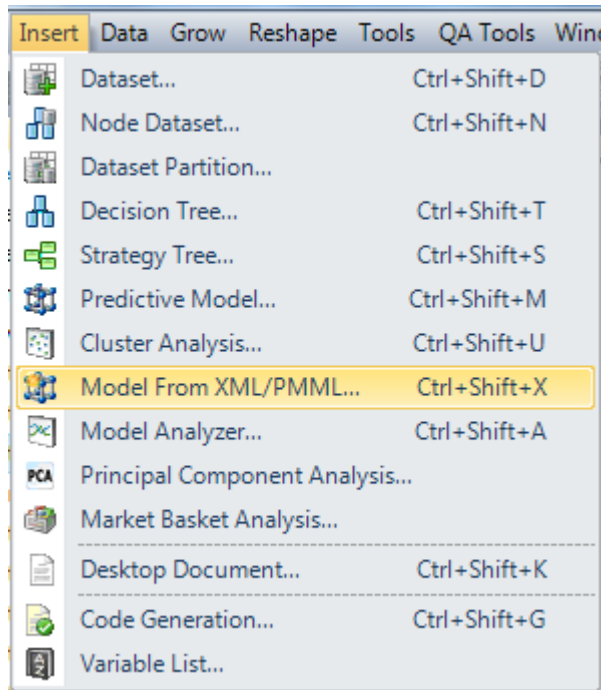 Insert Data Grow Reshape Tools QA Tools
Dataset... Ctrl+Shift+D
Node Dataset... Ctrl+Shift+N
Dataset Partition...
Decision Tree... Ctrl+Shift+T
Strategy Tree... Ctrl+Shift+S
Predictive Model... Ctrl+Shift+M
Cluster Analysis... Ctrl+Shift+U
Model From XML/PMML... Ctrl+Shift+X
Model Analyzer... Ctrl+Shift+A
PCA Principal Component Analysis...
Market Basket Analysis...
Desktop Document... Ctrl+Shift+K
Code Generation... Ctrl+Shift+G
Variable List...